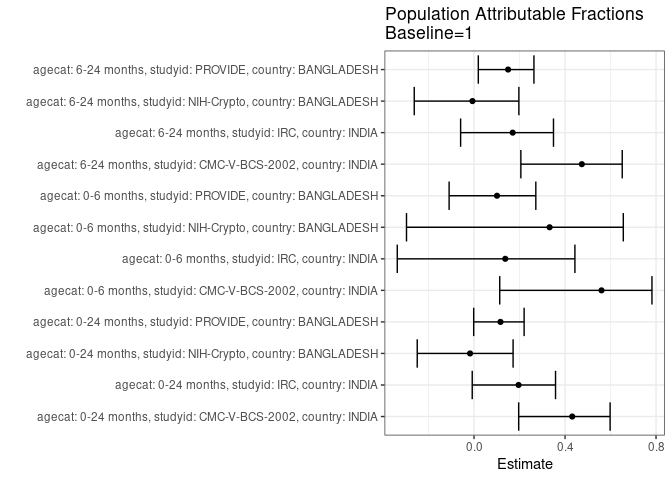 Population Attributable Fractions
Baseline=1
agecat: 6-24 months, studyid: PROVIDE, country: BANGLADESH
agecat: 6-24 months, studyid: NIH-Crypto, country: BANGLADESH
agecat: 6-24 months, studyid: IRC, country: INDIA
agecat: 6-24 months, studyid: CMC-V-BCS-2002, country: INDIA
agecat: 0-6 months, studyid: PROVIDE, country: BANGLADESH
agecat: 0-6 months, studyid: NIH-Crypto, country: BANGLADESH
agecat: 0-6 months, studyid: IRC, country: INDIA
agecat: 0-6 months, studyid: CMC-V-BCS-2002, country: INDIA
agecat: 0-24 months, studyid: PROVIDE, country: BANGLADESH
agecat: 0-24 months, studyid: NIH-Crypto, country: BANGLADESH
agecat: 0-24 months, studyid: IRC, country: INDIA
agecat: 0-24 months, studyid: CMC-V-BCS-2002, country: INDIA
0.0 0.4 0.8
Estimate